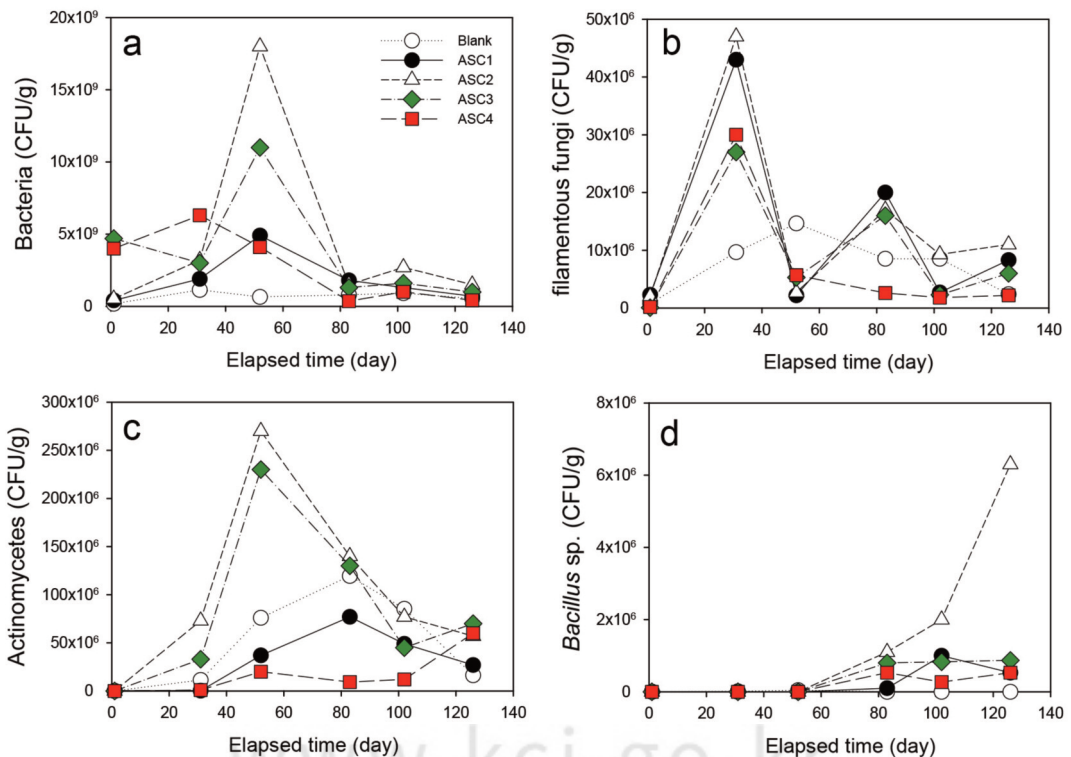 a
Bacteria (CFU/g)
20x10⁹
15x10⁹
10x10⁹
5x10⁹
0
0 20 40 60 80 100 120 140
Elapsed time (day)
Blank
ASC1
ASC2
ASC3
ASC4
b
filamentous fungi (CFU/g)
50x10⁶
40x10⁶
30x10⁶
20x10⁶
10x10⁶
0
0 20 40 60 80 100 120 140
Elapsed time (day)
c
Actinomycetes (CFU/g)
300x10⁶
250x10⁶
200x10⁶
150x10⁶
100x10⁶
50x10⁶
0
0 20 40 60 80 100 120 140
Elapsed time (day)
d
Bacillus sp. (CFU/g)
8x10⁶
6x10⁶
4x10⁶
2x10⁶
0
0 20 40 60 80 100 120 140
Elapsed time (day)